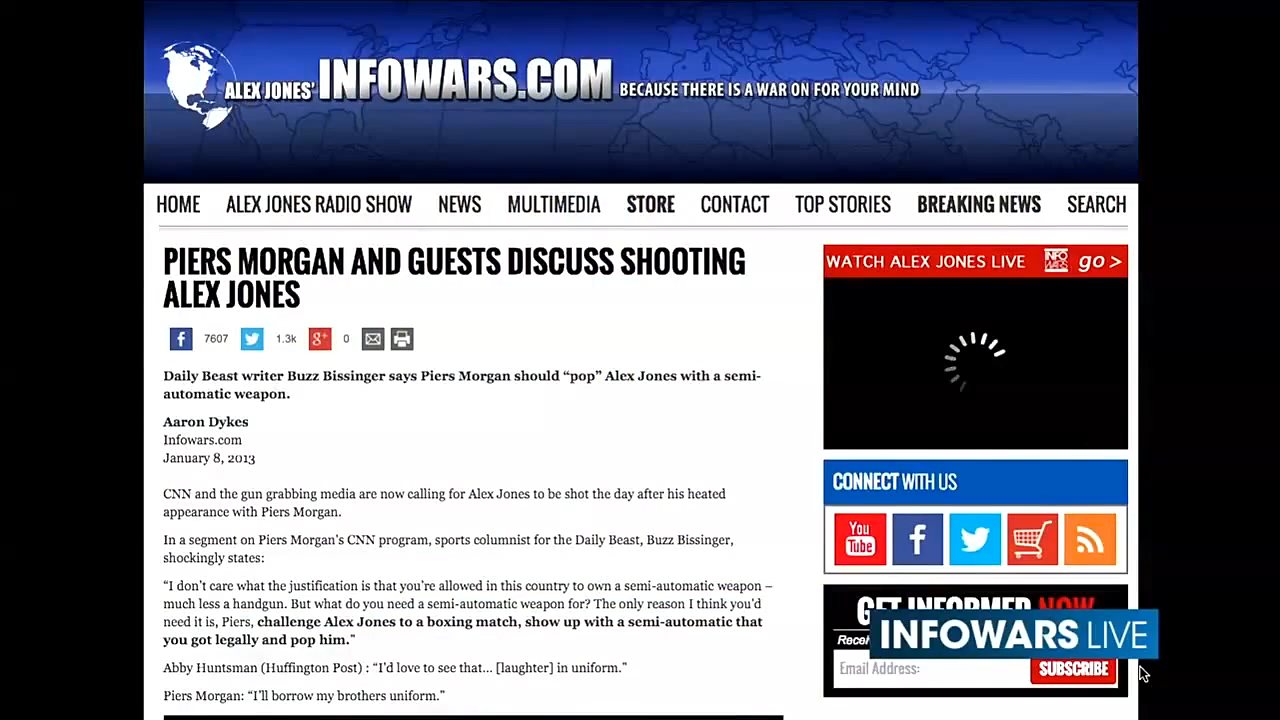 ALEX JONES' INFOWARS.COM BECAUSE THERE IS A WAR ON FOR YOUR MIND
HOME ALEX JONES RADIO SHOW NEWS MULTIMEDIA STORE CONTACT TOP STORIES BREAKING NEWS SEARCH
PIERS MORGAN AND GUESTS DISCUSS SHOOTING
ALEX JONES
f 7607 1.3k g+ 0
Daily Beast writer Buzz Bissinger says Piers Morgan should “pop” Alex Jones with a semi-
automatic weapon.
Aaron Dykes
Infowars.com
January 8, 2013
CNN and the gun grabbing media are now calling for Alex Jones to be shot the day after his heated
appearance with Piers Morgan.
In a segment on Piers Morgan's CNN program, sports columnist for the Daily Beast, Buzz Bissinger,
shockingly states:
“I don't care what the justification is that you're allowed in this country to own a semi-automatic weapon –
much less a handgun. But what do you need a semi-automatic weapon for? The only reason I think you'd
need it is, Piers, challenge Alex Jones to a boxing match, show up with a semi-automatic that
you got legally and pop him.”
Abby Huntsman (Huffington Post) : “I'd love to see that… [laughter] in uniform.”
Piers Morgan: “I'll borrow my brothers uniform.”
WATCH ALEX JONES LIVE INFO WARS go >
CONNECT WITH US
You Tube f
GET INFORMED NOW
Recei
INFOWARS LIVE
Email Address: SUBSCRIBE